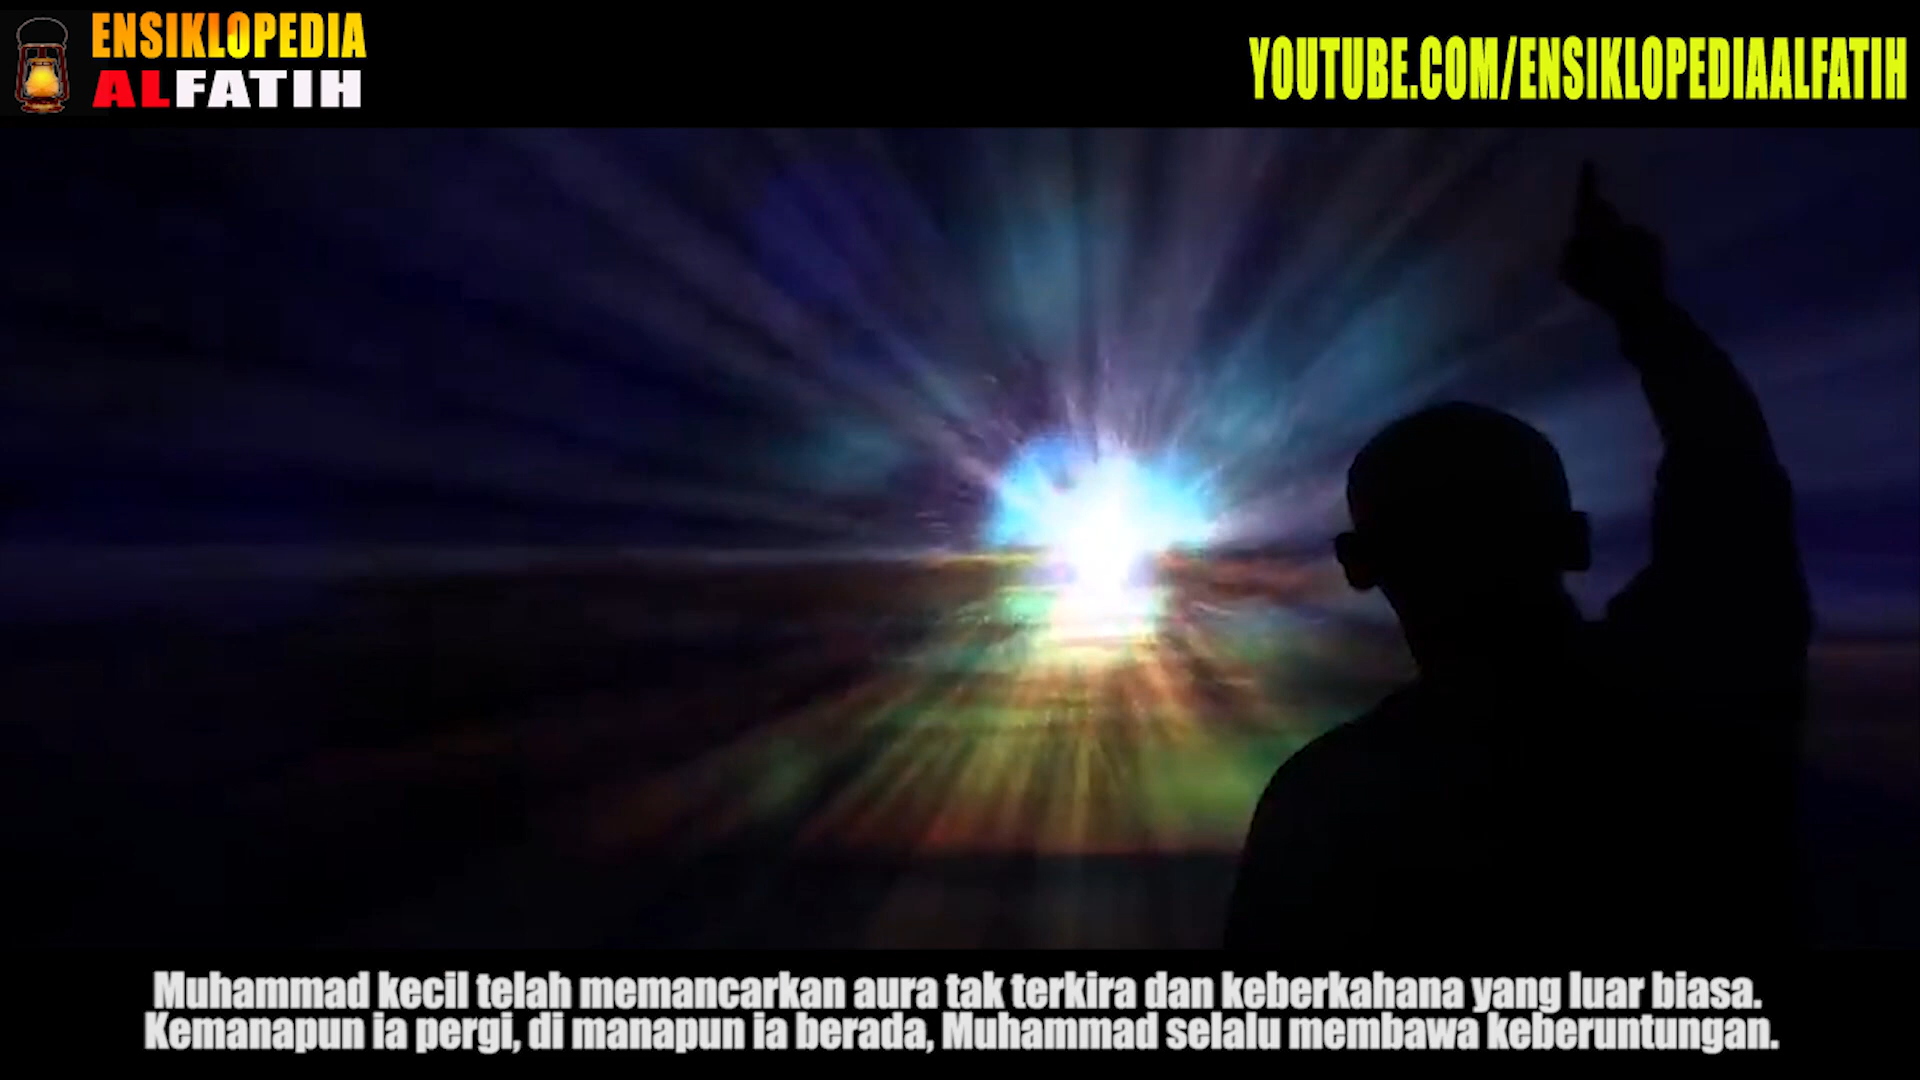 ENSIKLOPEDIA
ALFATIH
YOUTUBE.COM/ENSIKLOPEDIAALFATIH
Muhammad kecil telah memancarkan aura tak terkira dan keberkahana yang luar biasa.
Kemanapun ia pergi, di manapun ia berada, Muhammad selalu membawa keberuntungan.